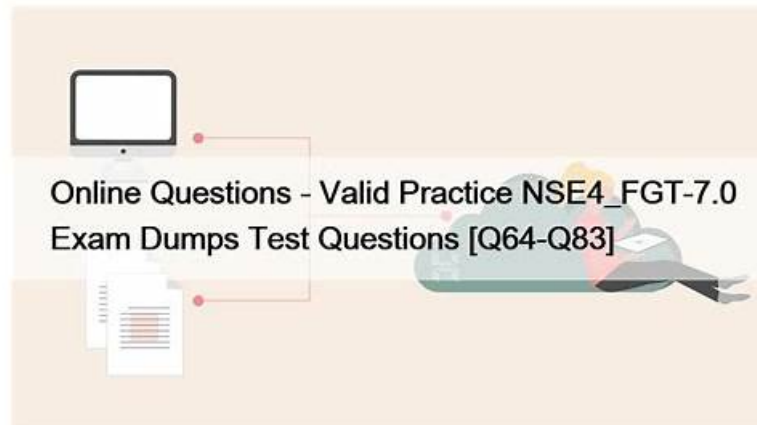 Online Questions - Valid Practice NSE4_FGT-7.0
Exam Dumps Test Questions [Q64-Q83]